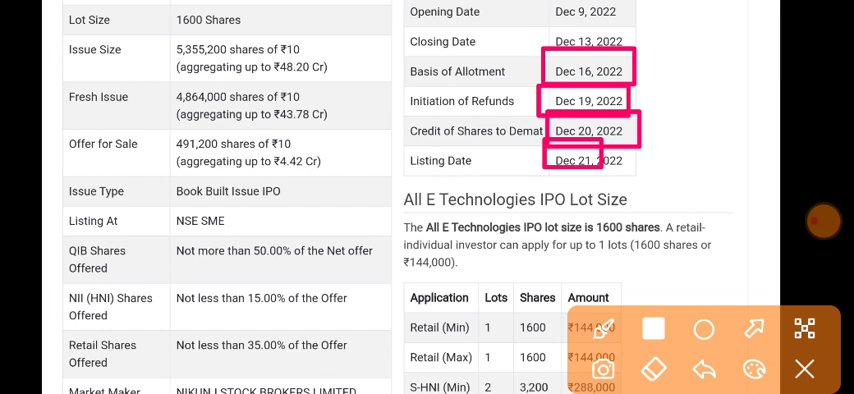 Lot Size 1600 Shares
Issue Size 5,355,200 shares of ₹10
(aggregating up to ₹48.20 Cr)
Fresh Issue 4,864,000 shares of ₹10
(aggregating up to ₹43.78 Cr)
Offer for Sale 491,200 shares of ₹10
(aggregating up to ₹4.42 Cr)
Issue Type Book Built Issue IPO
Listing At NSE SME
QIB Shares Not more than 50.00% of the Net offer
Offered
NII (HNI) Shares Not less than 15.00% of the Offer
Offered
Retail Shares Not less than 35.00% of the Offer
Offered
Market Maker NIKUNJ STOCK BROKERS LIMITED
Opening Date Dec 9, 2022
Closing Date Dec 13, 2022
Basis of Allotment Dec 16, 2022
Initiation of Refunds Dec 19, 2022
Credit of Shares to Demat Dec 20, 2022
Listing Date Dec 21, 2022
All E Technologies IPO Lot Size
The All E Technologies IPO lot size is 1600 shares. A retail-
individual investor can apply for up to 1 lots (1600 shares or
₹144,000).
Application Lots Shares Amount
Retail (Min) 1 1600 ₹144,000
Retail (Max) 1 1600 ₹144,000
S-HNI (Min) 2 3,200 ₹288,000